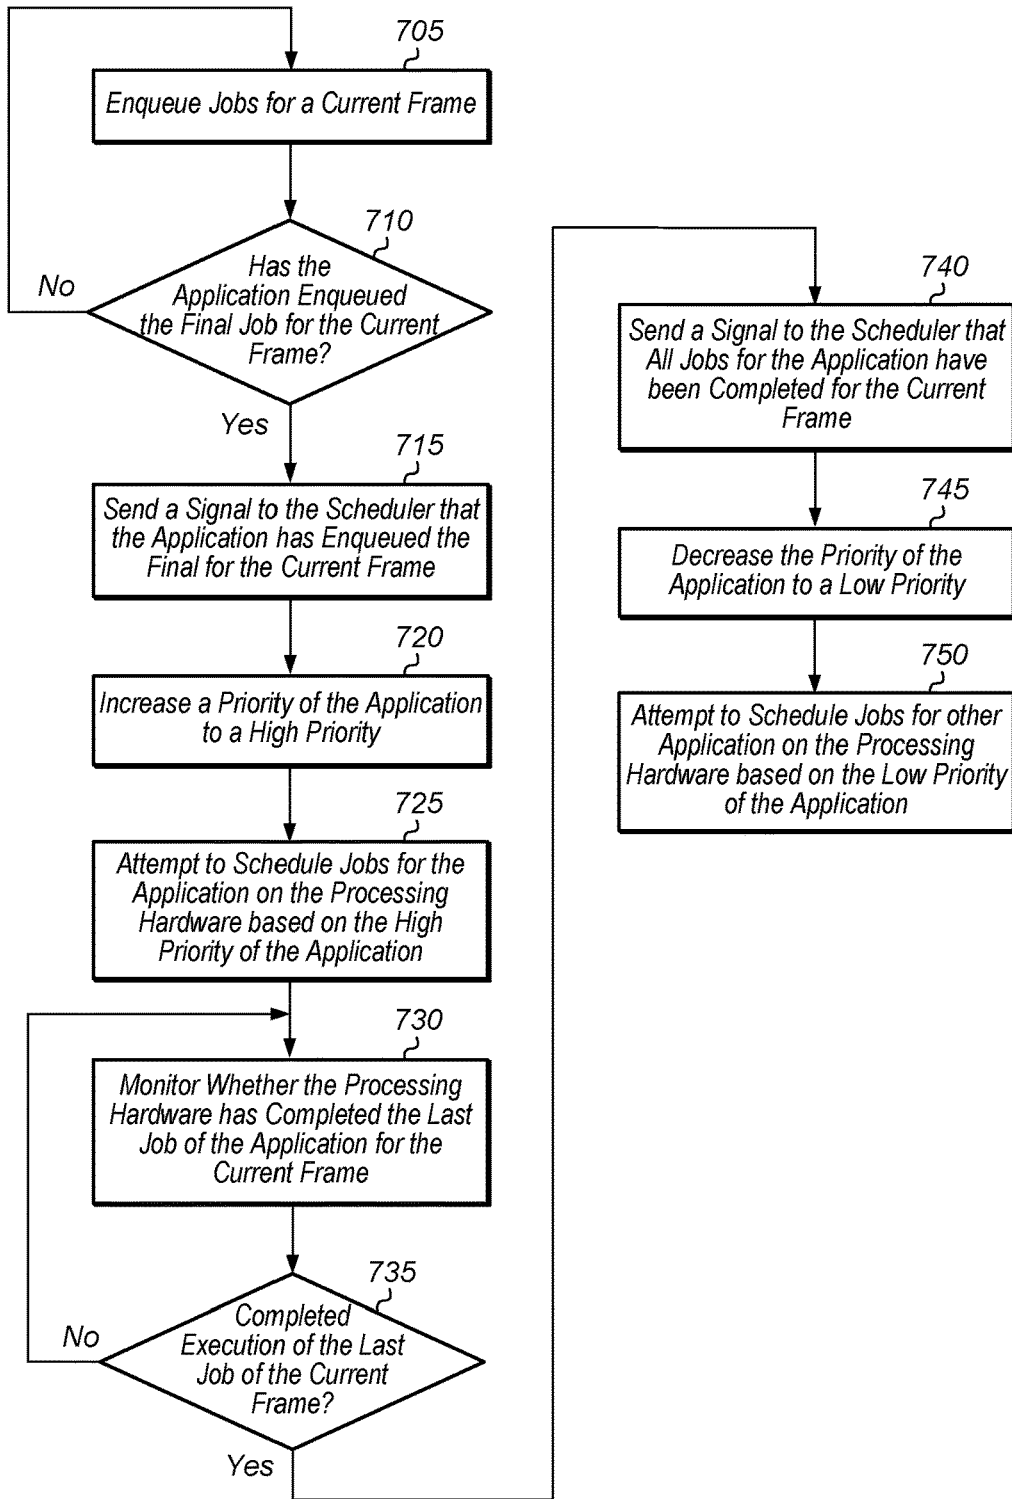 705
Enqueue Jobs for a Current Frame
710
Has the
Application Enqueued
the Final Job for the Current
Frame?
No
Yes
715
Send a Signal to the Scheduler that
the Application has Enqueued the
Final for the Current Frame
720
Increase a Priority of the Application
to a High Priority
725
Attempt to Schedule Jobs for the
Application on the Processing
Hardware based on the High
Priority of the Application
730
Monitor Whether the Processing
Hardware has Completed the Last
Job of the Application for the
Current Frame
735
Completed
Execution of the Last
Job of the Current
Frame?
No
Yes
740
Send a Signal to the Scheduler that
All Jobs for the Application have
been Completed for the Current
Frame
745
Decrease the Priority of the
Application to a Low Priority
750
Attempt to Schedule Jobs for other
Application on the Processing
Hardware based on the Low Priority
of the Application